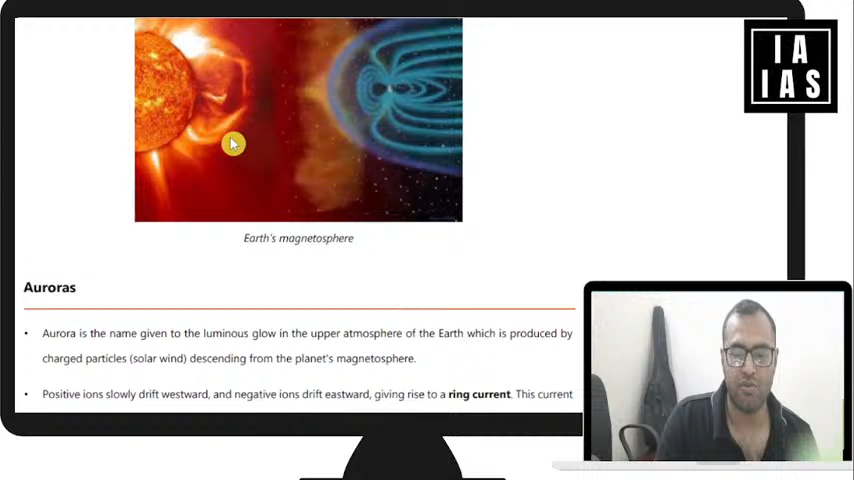 I A
I A S
Earth's magnetosphere
Auroras
• Aurora is the name given to the luminous glow in the upper atmosphere of the Earth which is produced by
charged particles (solar wind) descending from the planet's magnetosphere.
• Positive ions slowly drift westward, and negative ions drift eastward, giving rise to a ring current. This current